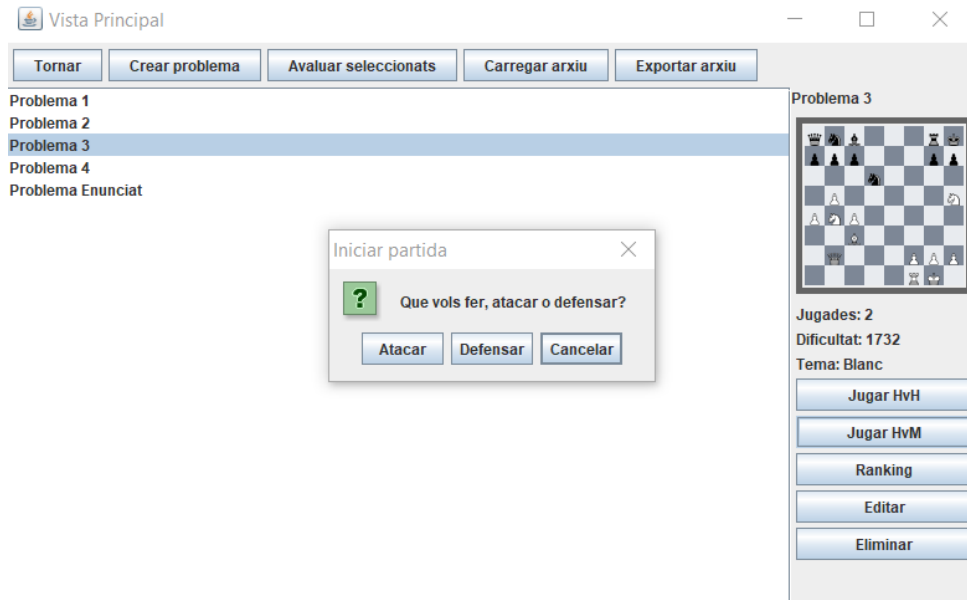 Vista Principal
Tornar Crear problema Avaluar seleccionats Carregar arxiu Exportar arxiu
Problema 1
Problema 2
Problema 3
Problema 4
Problema Enunciat
Iniciar partida
?
Que vols fer, atacar o defensar?
Atacar Defensar Cancelar
Problema 3
Jugades: 2
Dificultat: 1732
Tema: Blanc
Jugar HvH
Jugar HvM
Ranking
Editar
Eliminar